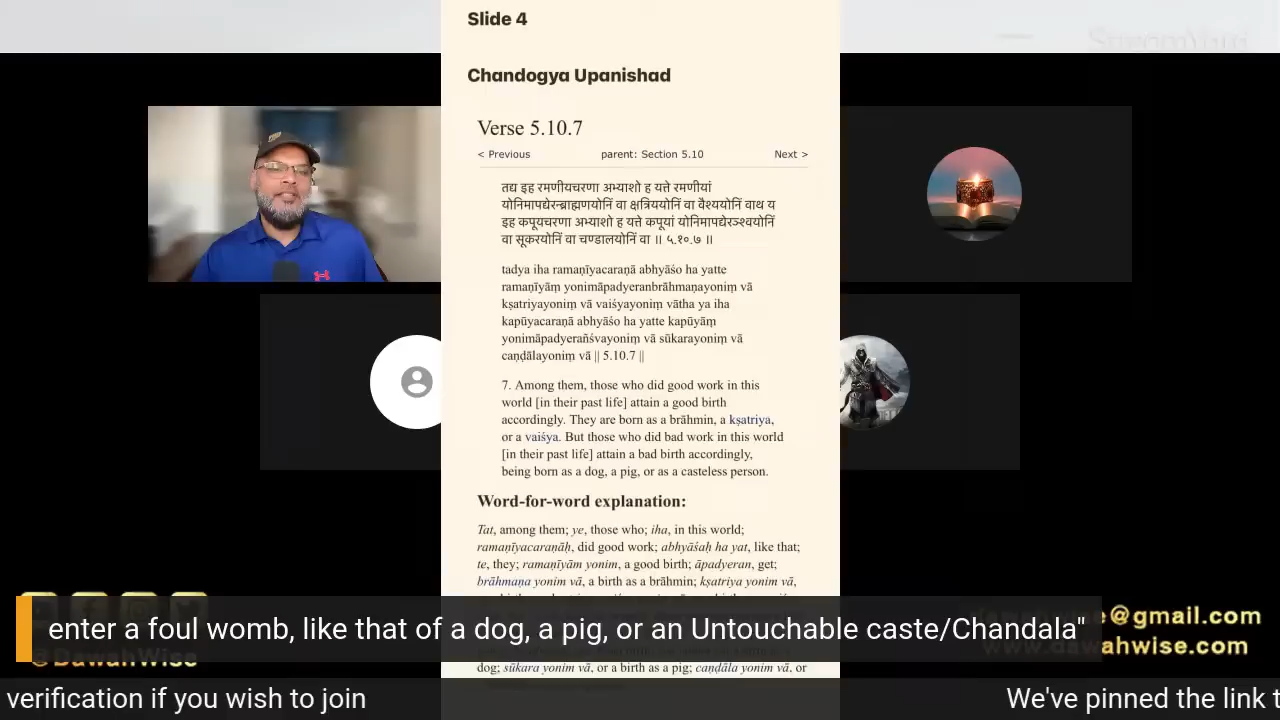 Slide 4
Chandogya Upanishad
Verse 5.10.7
< Previous parent: Section 5.10 Next >
तद्य इह रमणीयचरणा अभ्याशो ह यत्ते रमणीयां
योनिमापद्येरन्ब्राह्मणयोनिं वा क्षत्रिययोनिं वा वैश्ययोनिं वाथ य
इह कपूयचरणा अभ्याशो ह यत्ते कपूयां योनिमापद्येरञ्श्वयोनिं
वा सूकरयोनिं वा चण्डालयोनिं वा ॥ ५.१०.७ ॥
tadya iha ramaṇīyacaraṇā abhyāśo ha yatte
ramaṇīyāṃ yonimāpadyeranbrāhmaṇayoniṃ vā
kṣatriyayoniṃ vā vaiśyayoniṃ vātha ya iha
kapūyacaraṇā abhyāśo ha yatte kapūyāṃ
yonimāpadyerañśvayoniṃ vā sūkarayoniṃ vā
caṇḍālayoniṃ vā || 5.10.7 ||
7. Among them, those who did good work in this
world [in their past life] attain a good birth
accordingly. They are born as a brāhmin, a kṣatriya,
or a vaiśya. But those who did bad work in this world
[in their past life] attain a bad birth accordingly,
being born as a dog, a pig, or as a casteless person.
Word-for-word explanation:
Tat, among them; ye, those who; iha, in this world;
ramaṇīyacaraṇāḥ, did good work; abhyāśaḥ ha yat, like that;
te, they; ramaṇīyām yonim, a good birth; āpadyeran, get;
brāhmaṇa yonim vā, a birth as a brāhmin; kṣatriya yonim vā,
enter a foul womb, like that of a dog, a pig, or an Untouchable caste/Chandala"
dog; sūkara yonim vā, or a birth as a pig; caṇḍāla yonim vā, or
@DawahWise
e@gmail.com
www.dawahwise.com
verification if you wish to join
We've pinned the link t